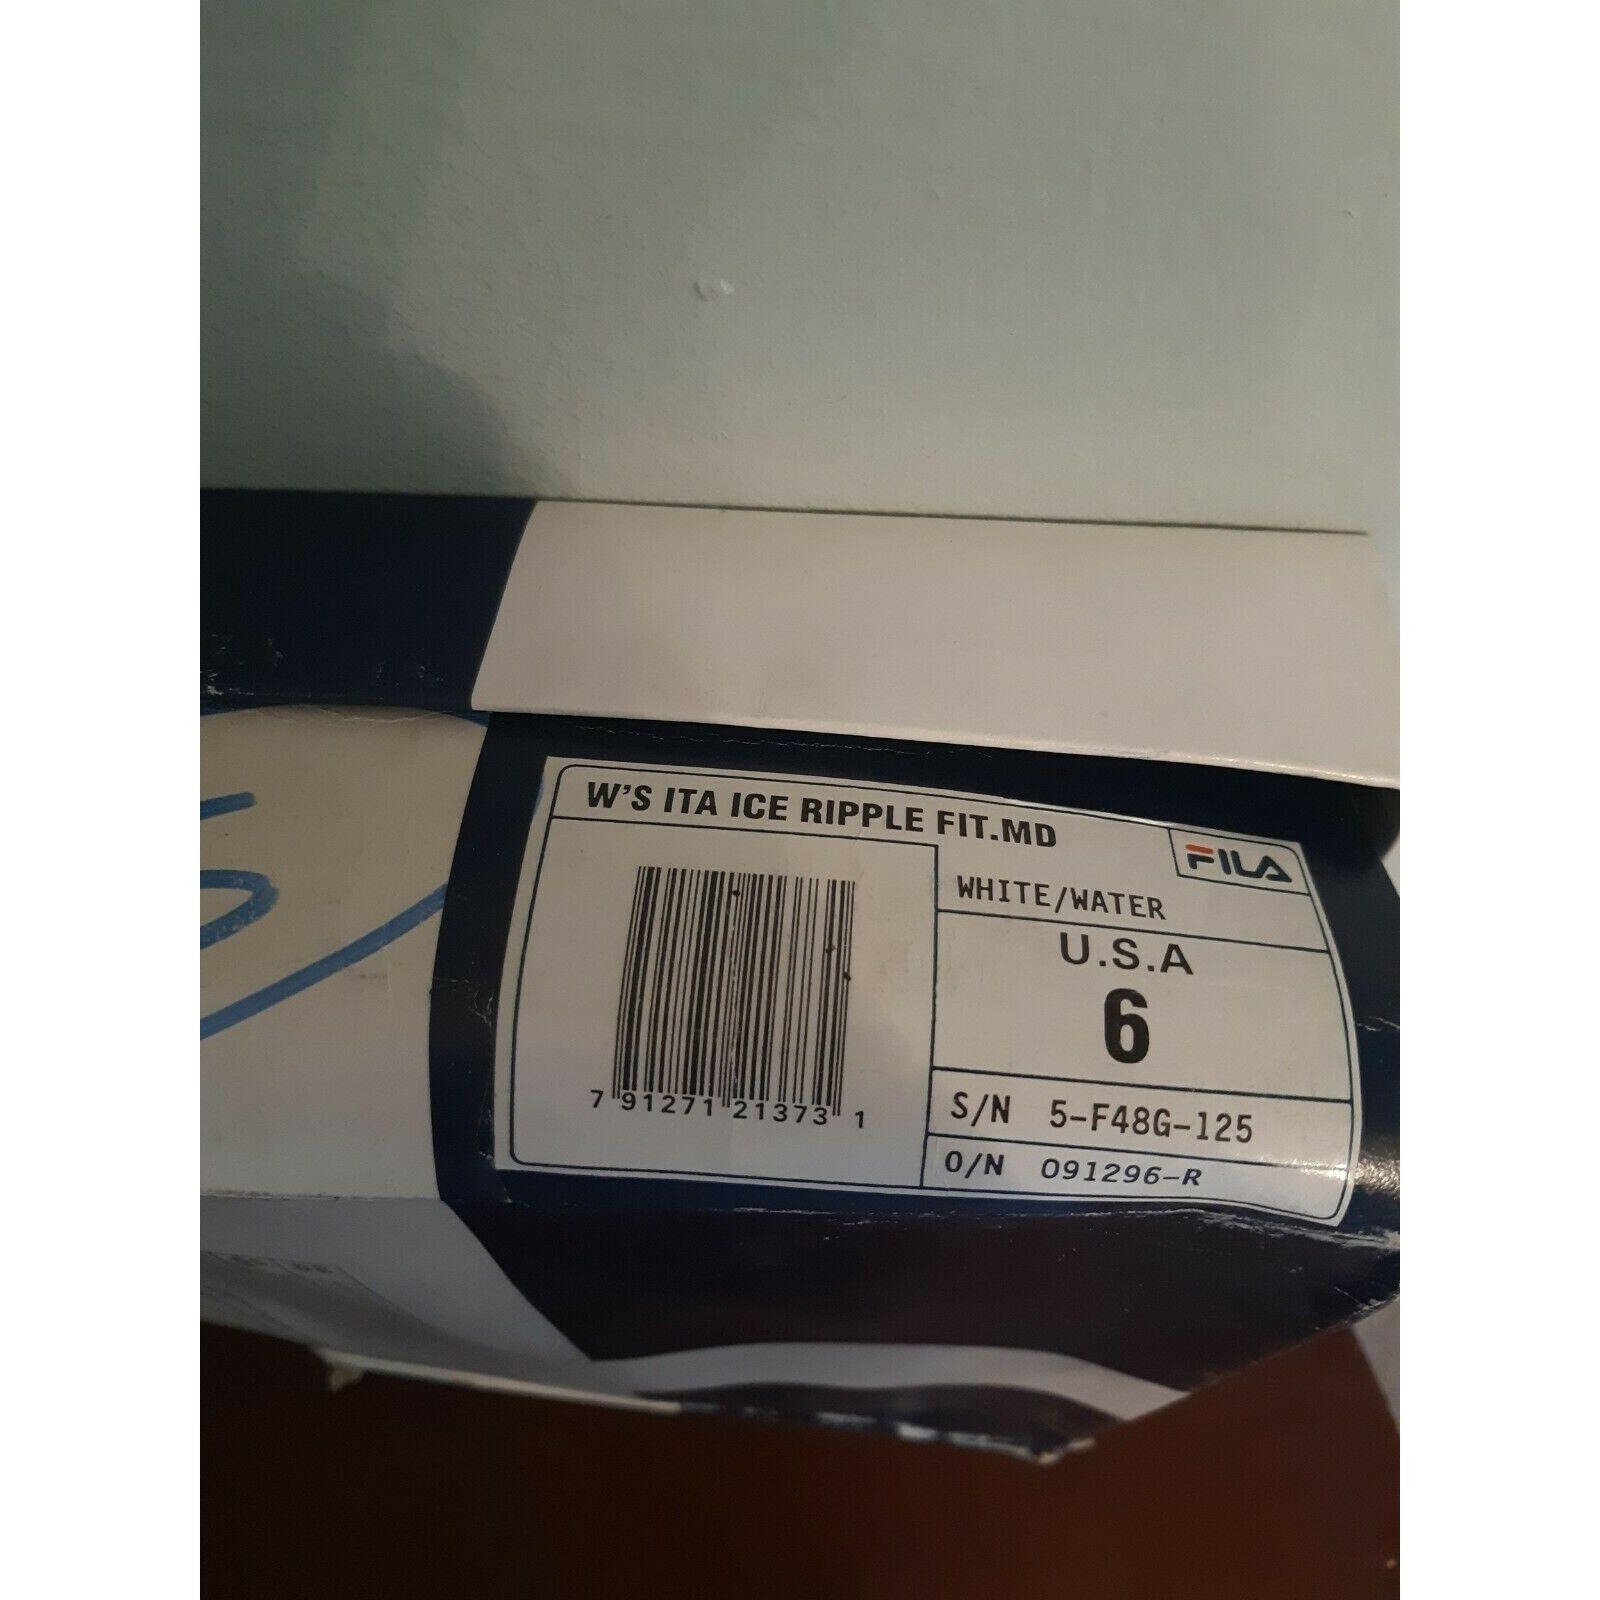 W'S ITA ICE RIPPLE FIT.MD
FILA
WHITE/WATER
U.S.A
6
7 91271 21373 1
S/N 5-F48G-125
O/N 091296-R